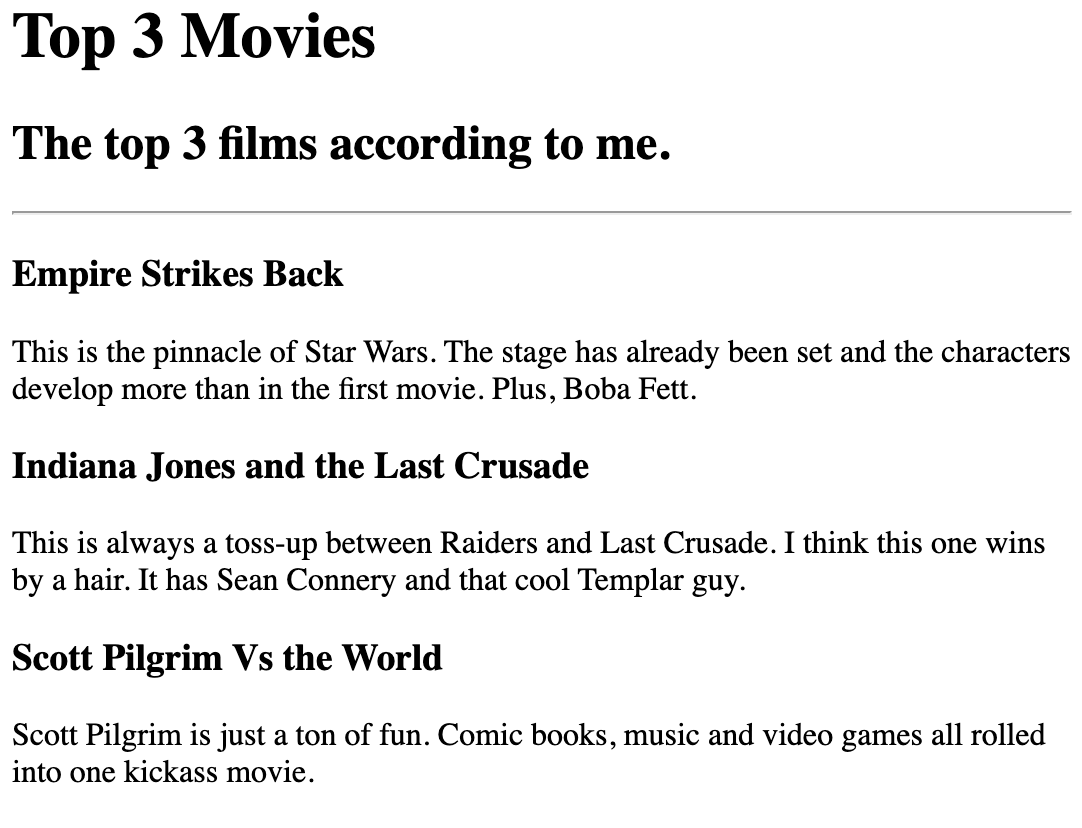 Top 3 Movies
The top 3 films according to me.
Empire Strikes Back
This is the pinnacle of Star Wars. The stage has already been set and the characters
develop more than in the first movie. Plus, Boba Fett.
Indiana Jones and the Last Crusade
This is always a toss-up between Raiders and Last Crusade. I think this one wins
by a hair. It has Sean Connery and that cool Templar guy.
Scott Pilgrim Vs the World
Scott Pilgrim is just a ton of fun. Comic books, music and video games all rolled
into one kickass movie.